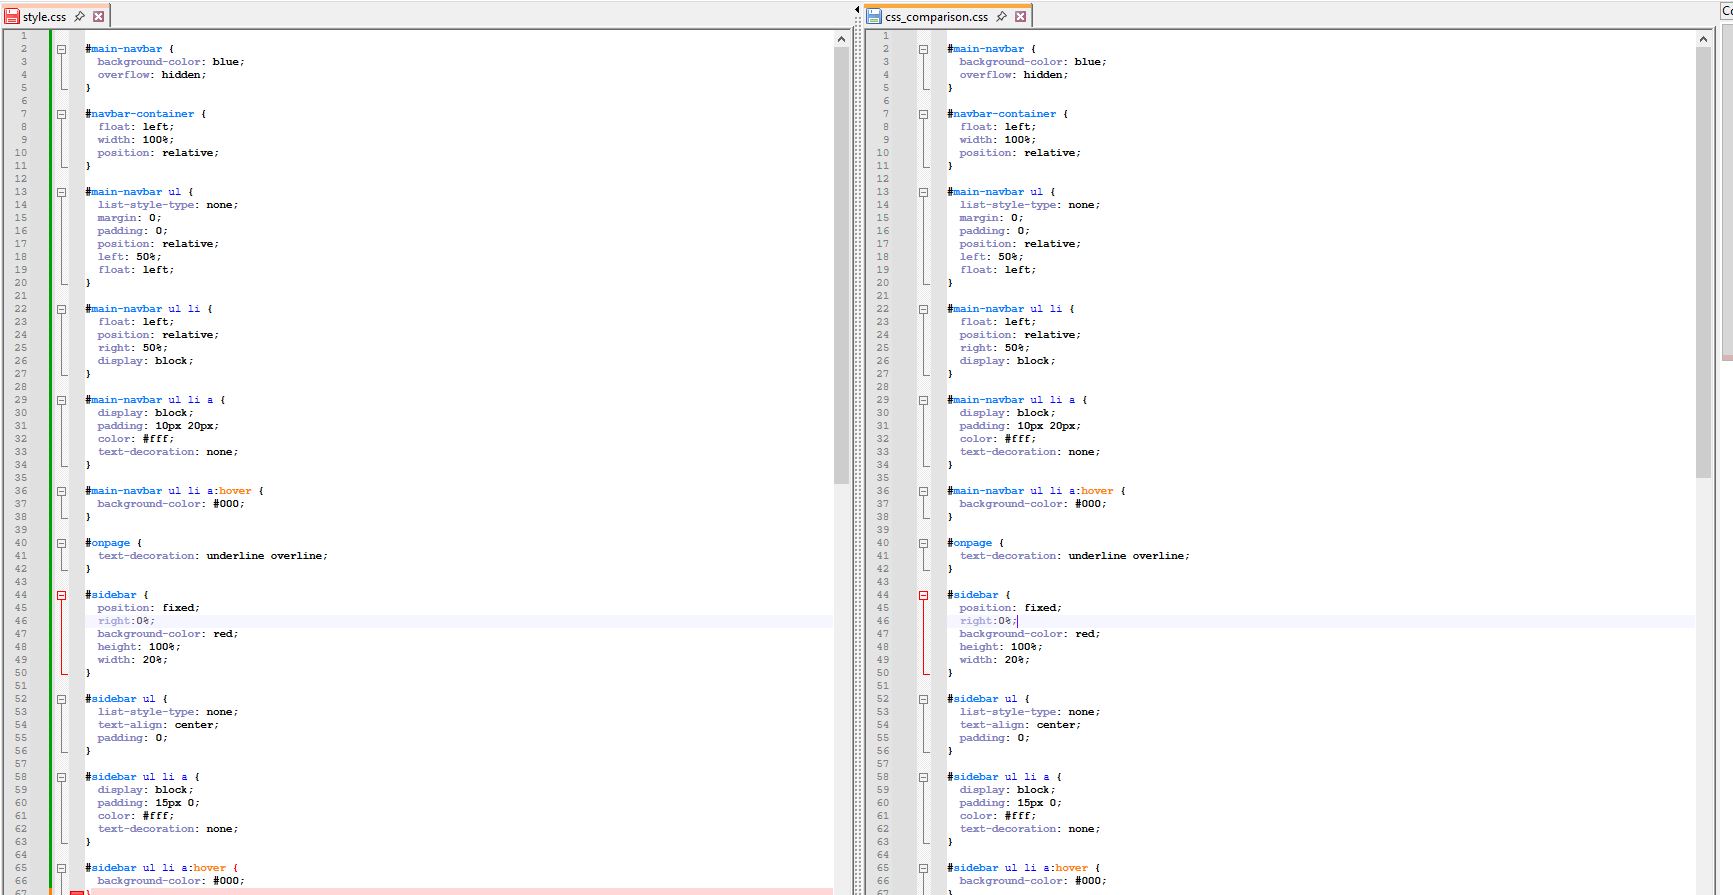 style.css
1
2 #main-navbar {
3 background-color: blue;
4 overflow: hidden;
5 }
6
7 #navbar-container {
8 float: left;
9 width: 100%;
10 position: relative;
11 }
12
13 #main-navbar ul {
14 list-style-type: none;
15 margin: 0;
16 padding: 0;
17 position: relative;
18 left: 50%;
19 float: left;
20 }
21
22 #main-navbar ul li {
23 float: left;
24 position: relative;
25 right: 50%;
26 display: block;
27 }
28
29 #main-navbar ul li a {
30 display: block;
31 padding: 10px 20px;
32 color: #fff;
33 text-decoration: none;
34 }
35
36 #main-navbar ul li a:hover {
37 background-color: #000;
38 }
39
40 #onpage {
41 text-decoration: underline overline;
42 }
43
44 #sidebar {
45 position: fixed;
46 right:0%;
47 background-color: red;
48 height: 100%;
49 width: 20%;
50 }
51
52 #sidebar ul {
53 list-style-type: none;
54 text-align: center;
55 padding: 0;
56 }
57
58 #sidebar ul li a {
59 display: block;
60 padding: 15px 0;
61 color: #fff;
62 text-decoration: none;
63 }
64
65 #sidebar ul li a:hover {
66 background-color: #000;
67 }
css_comparison.css
1
2 #main-navbar {
3 background-color: blue;
4 overflow: hidden;
5 }
6
7 #navbar-container {
8 float: left;
9 width: 100%;
10 position: relative;
11 }
12
13 #main-navbar ul {
14 list-style-type: none;
15 margin: 0;
16 padding: 0;
17 position: relative;
18 left: 50%;
19 float: left;
20 }
21
22 #main-navbar ul li {
23 float: left;
24 position: relative;
25 right: 50%;
26 display: block;
27 }
28
29 #main-navbar ul li a {
30 display: block;
31 padding: 10px 20px;
32 color: #fff;
33 text-decoration: none;
34 }
35
36 #main-navbar ul li a:hover {
37 background-color: #000;
38 }
39
40 #onpage {
41 text-decoration: underline overline;
42 }
43
44 #sidebar {
45 position: fixed;
46 right:0%;
47 background-color: red;
48 height: 100%;
49 width: 20%;
50 }
51
52 #sidebar ul {
53 list-style-type: none;
54 text-align: center;
55 padding: 0;
56 }
57
58 #sidebar ul li a {
59 display: block;
60 padding: 15px 0;
61 color: #fff;
62 text-decoration: none;
63 }
64
65 #sidebar ul li a:hover {
66 background-color: #000;
67 }